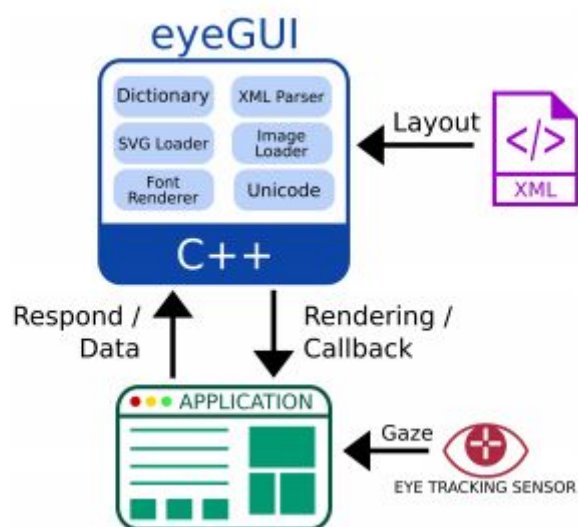 eyeGUI
Dictionary
XML Parser
SVG Loader
Image
Loader
Font
Renderer
Unicode
C++
Layout
</>
XML
Respond /
Data
Rendering /
Callback
APPLICATION
Gaze
EYE TRACKING SENSOR